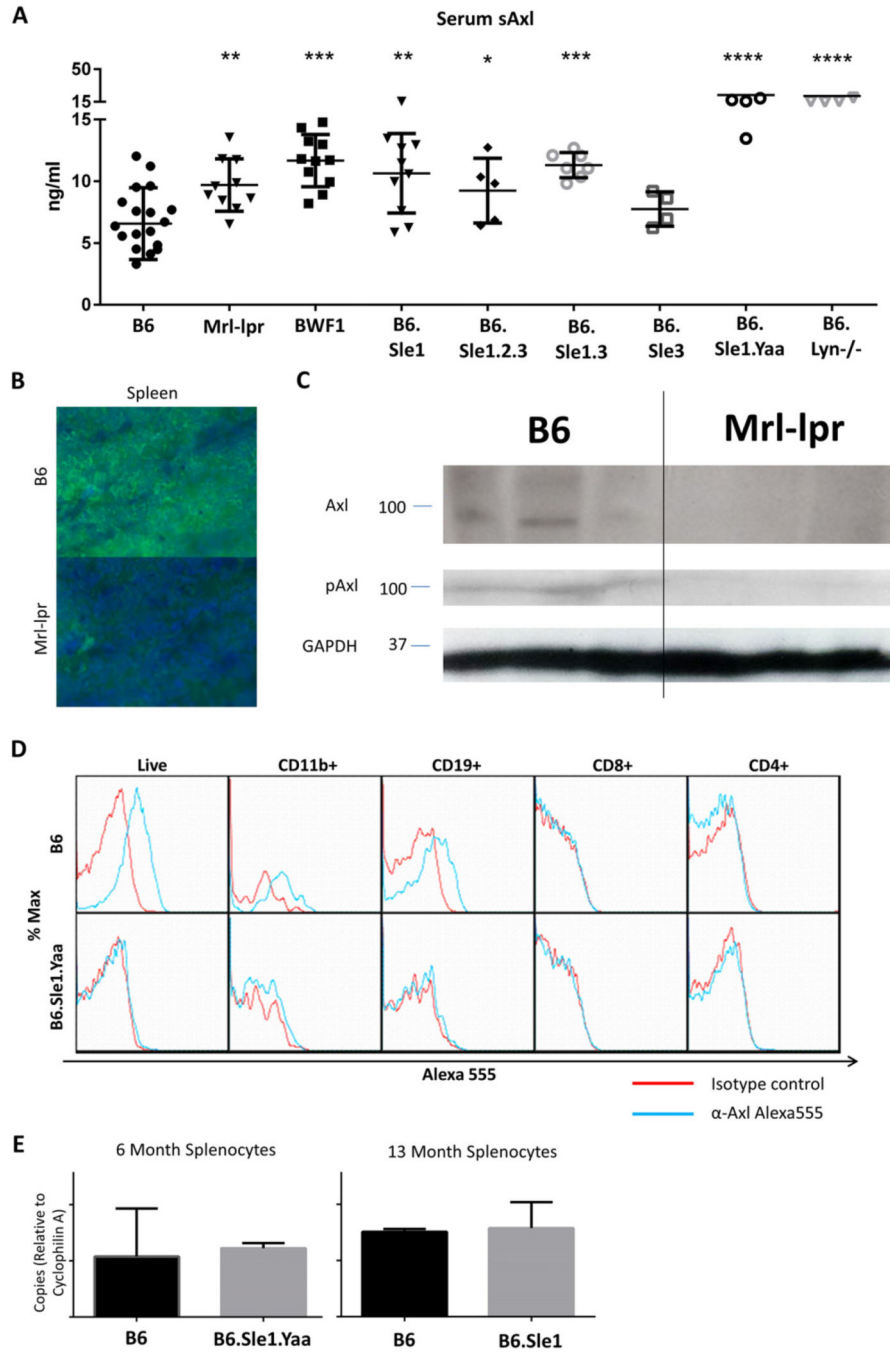 A
Serum sAxl
** *** ** * *** **** ****
50
15
15
10
5
0
ng/ml
B6 Mrl-lpr BWF1 B6. B6. B6. B6. B6. B6.
Sle1 Sle1.2.3 Sle1.3 Sle3 Sle1.Yaa Lyn-/-
B
Spleen
B6
Mrl-lpr
C
B6 Mrl-lpr
Axl 100
pAxl 100
GAPDH 37
D
Live CD11b+ CD19+ CD8+ CD4+
B6
B6.Sle1.Yaa
% Max
Alexa 555
Isotype control
α-Axl Alexa555
E
6 Month Splenocytes 13 Month Splenocytes
Copies (Relative to
Cyclophilin A)
B6 B6.Sle1.Yaa B6 B6.Sle1